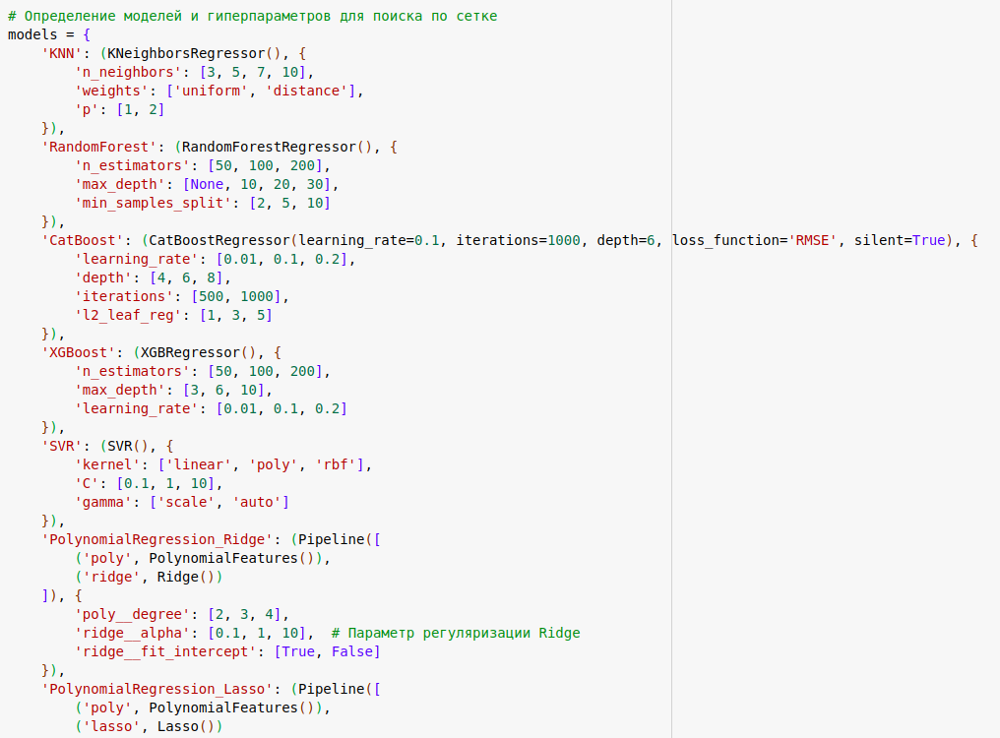 # Определение моделей и гиперпараметров для поиска по сетке
models = {
    'KNN': (KNeighborsRegressor(), {
        'n_neighbors': [3, 5, 7, 10],
        'weights': ['uniform', 'distance'],
        'p': [1, 2]
    }),
    'RandomForest': (RandomForestRegressor(), {
        'n_estimators': [50, 100, 200],
        'max_depth': [None, 10, 20, 30],
        'min_samples_split': [2, 5, 10]
    }),
    'CatBoost': (CatBoostRegressor(learning_rate=0.1, iterations=1000, depth=6, loss_function='RMSE', silent=True), {
        'learning_rate': [0.01, 0.1, 0.2],
        'depth': [4, 6, 8],
        'iterations': [500, 1000],
        'l2_leaf_reg': [1, 3, 5]
    }),
    'XGBoost': (XGBRegressor(), {
        'n_estimators': [50, 100, 200],
        'max_depth': [3, 6, 10],
        'learning_rate': [0.01, 0.1, 0.2]
    }),
    'SVR': (SVR(), {
        'kernel': ['linear', 'poly', 'rbf'],
        'C': [0.1, 1, 10],
        'gamma': ['scale', 'auto']
    }),
    'PolynomialRegression_Ridge': (Pipeline([
        ('poly', PolynomialFeatures()),
        ('ridge', Ridge())
    ]), {
        'poly__degree': [2, 3, 4],
        'ridge__alpha': [0.1, 1, 10],  # Параметр регуляризации Ridge
        'ridge__fit_intercept': [True, False]
    }),
    'PolynomialRegression_Lasso': (Pipeline([
        ('poly', PolynomialFeatures()),
        ('lasso', Lasso())